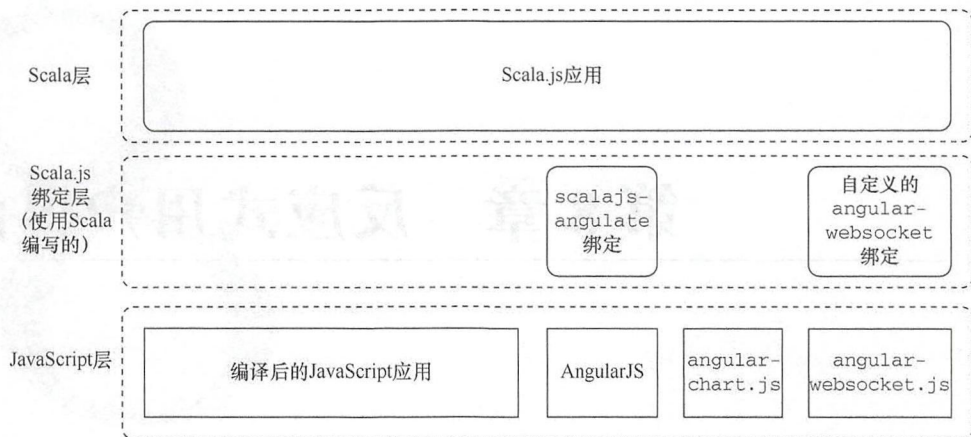 Scala层
Scala.js应用
Scala.js
绑定层
(使用Scala
编写的)
scalajs-
angulate
绑定
自定义的
angular-
websocket
绑定
JavaScript层
编译后的JavaScript应用
AngularJS
angular-
chart.js
angular-
websocket.js